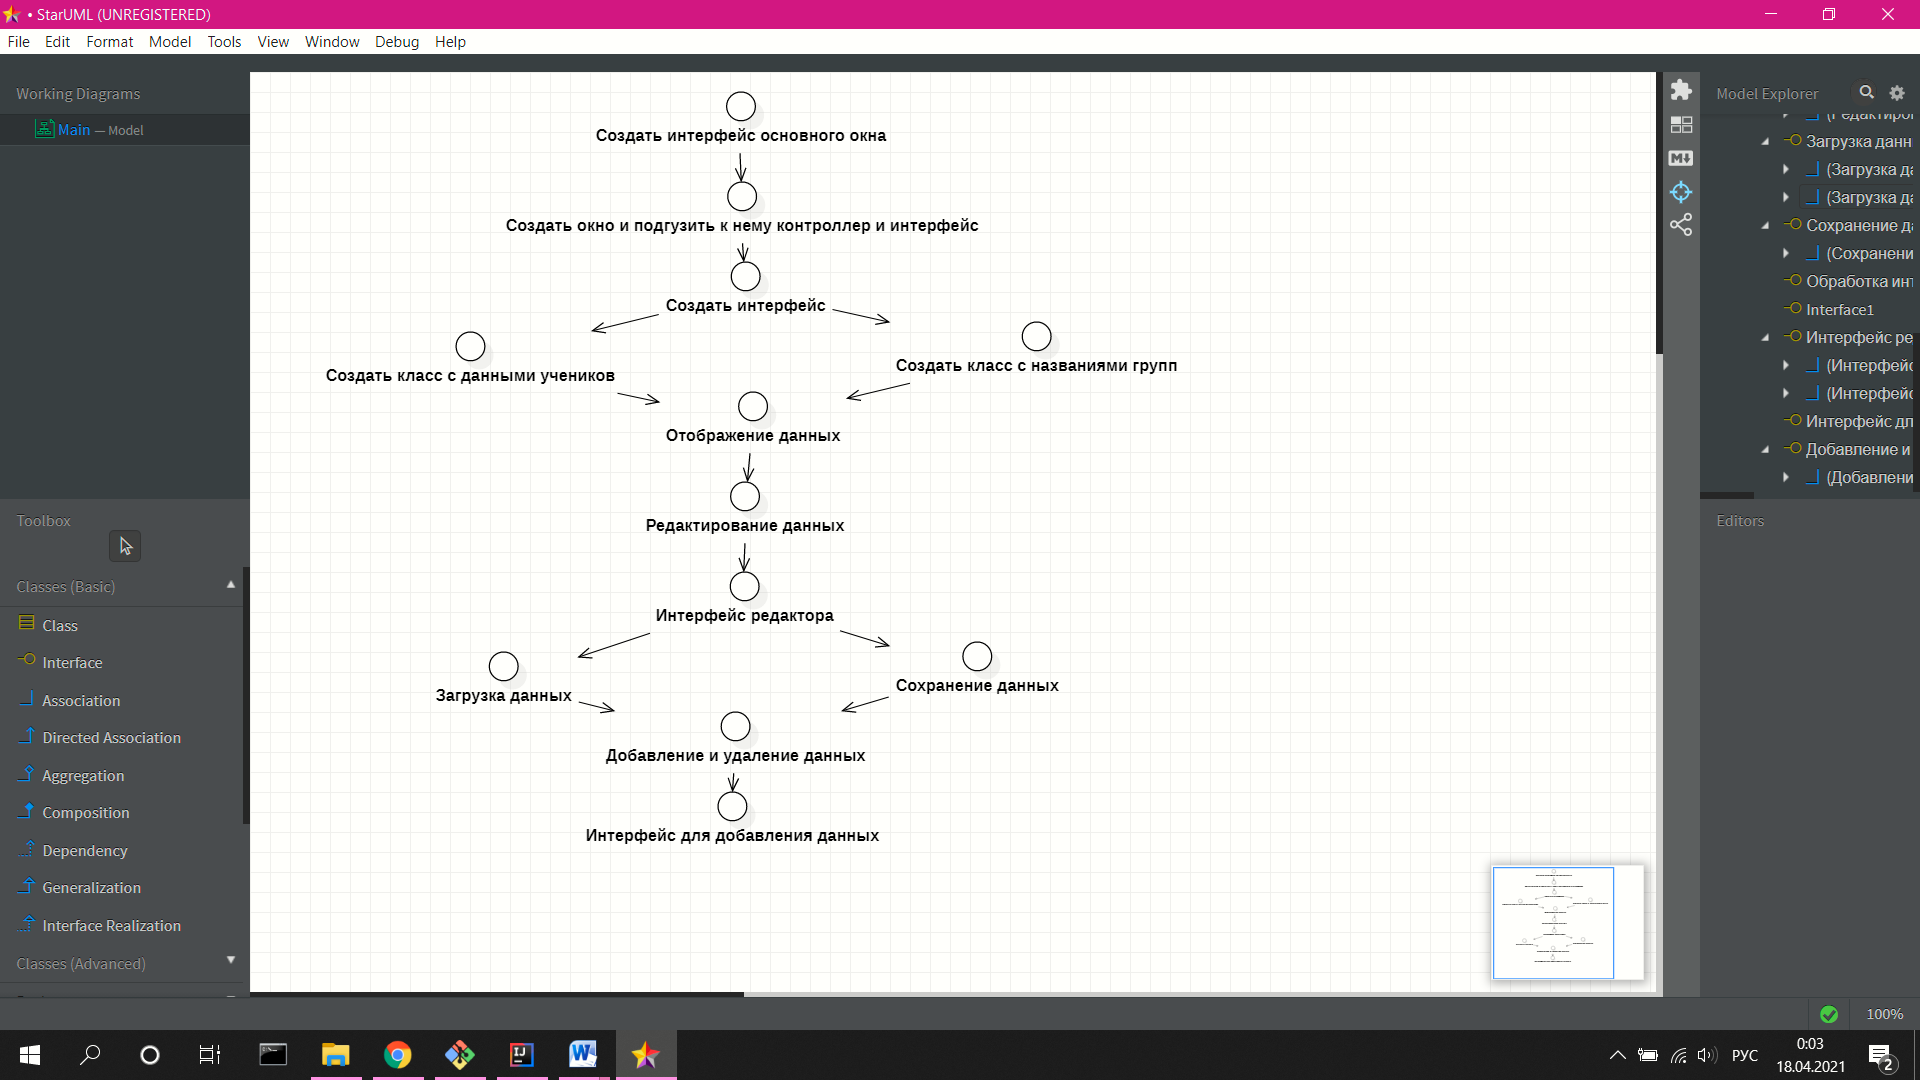 • StarUML (UNREGISTERED)
File Edit Format Model Tools View Window Debug Help
Working Diagrams
Main — Model
Toolbox
Classes (Basic)
Class
Interface
Association
Directed Association
Aggregation
Composition
Dependency
Generalization
Interface Realization
Classes (Advanced)
Создать интерфейс основного окна
Создать окно и подгузить к нему контроллер и интерфейс
Создать интерфейс
Создать класс с данными учеников
Создать класс с названиями групп
Отображение данных
Редактирование данных
Интерфейс редактора
Загрузка данных
Сохранение данных
Добавление и удаление данных
Интерфейс для добавления данных
M
Model Explorer
(Редактиро
Загрузка данн
(Загрузка да
(Загрузка да
Сохранение да
(Сохранени
Обработка инт
Interface1
Интерфейс ре
(Интерфейс
(Интерфейс
Интерфейс дл
Добавление и
(Добавлени
Editors
100%
IJ
W
РУС
0:03
18.04.2021
2